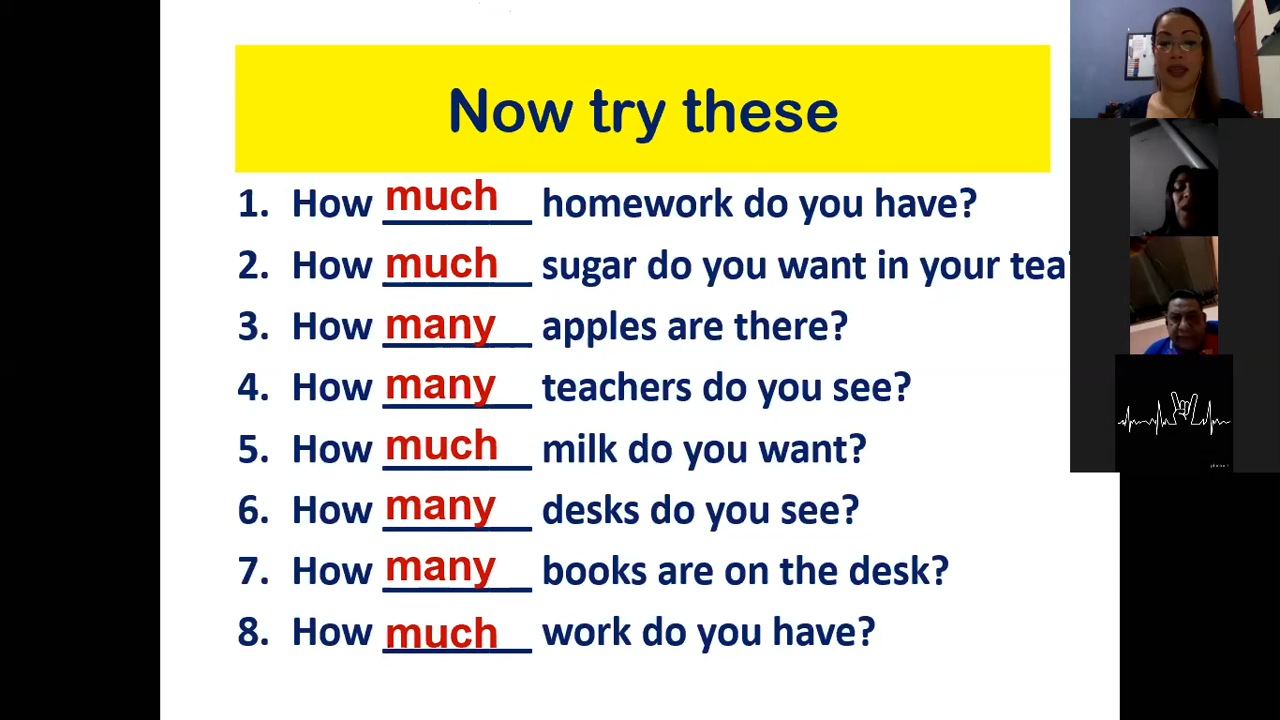 Now try these
1. How much homework do you have?
2. How much sugar do you want in your tea
3. How many apples are there?
4. How many teachers do you see?
5. How much milk do you want?
6. How many desks do you see?
7. How many books are on the desk?
8. How much work do you have?